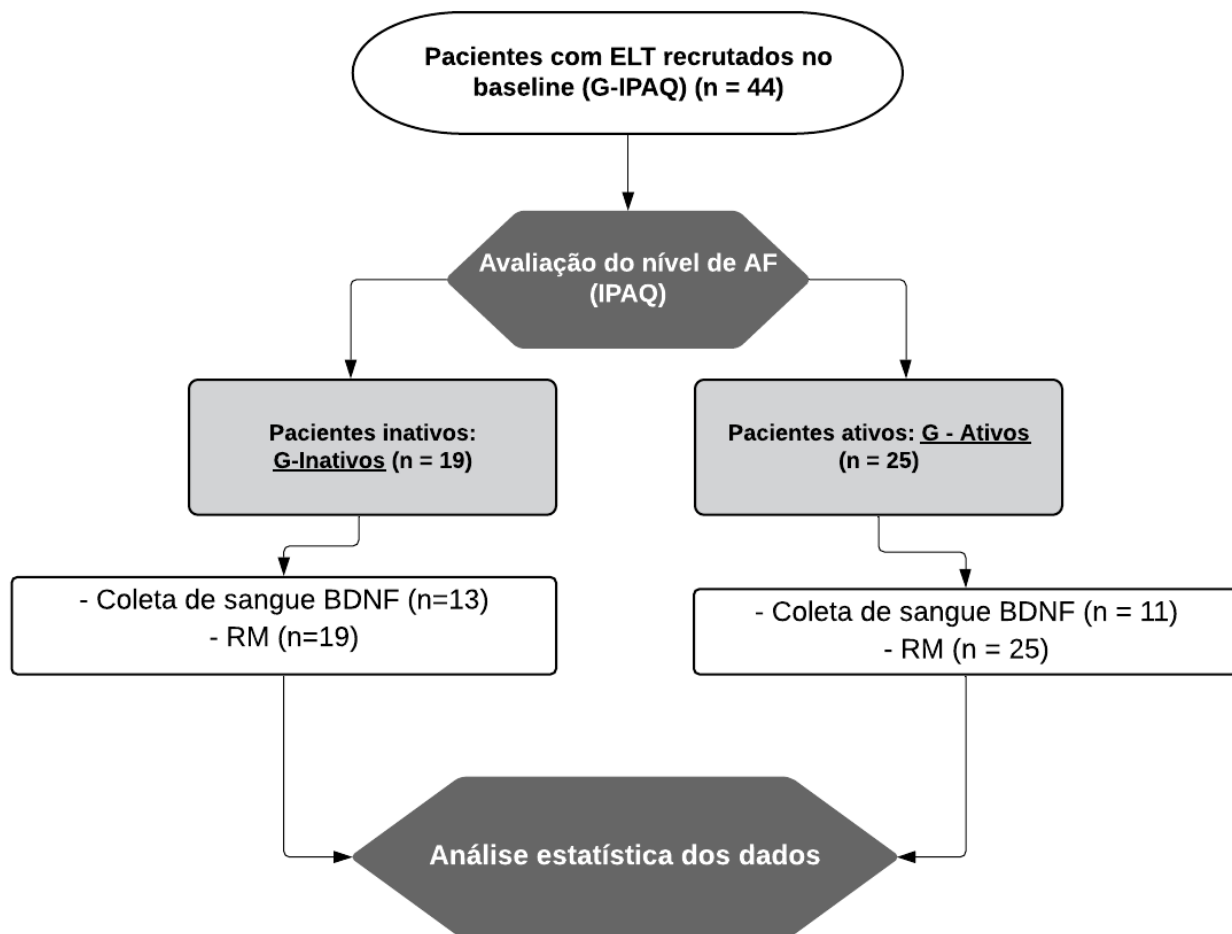 Pacientes com ELT recrutados no
baseline (G-IPAQ) (n = 44)
Avaliação do nível de AF
(IPAQ)
Pacientes inativos:
G-Inativos (n = 19)
Pacientes ativos: G - Ativos
(n = 25)
- Coleta de sangue BDNF (n=13)
- RM (n=19)
- Coleta de sangue BDNF (n = 11)
- RM (n = 25)
Análise estatística dos dados